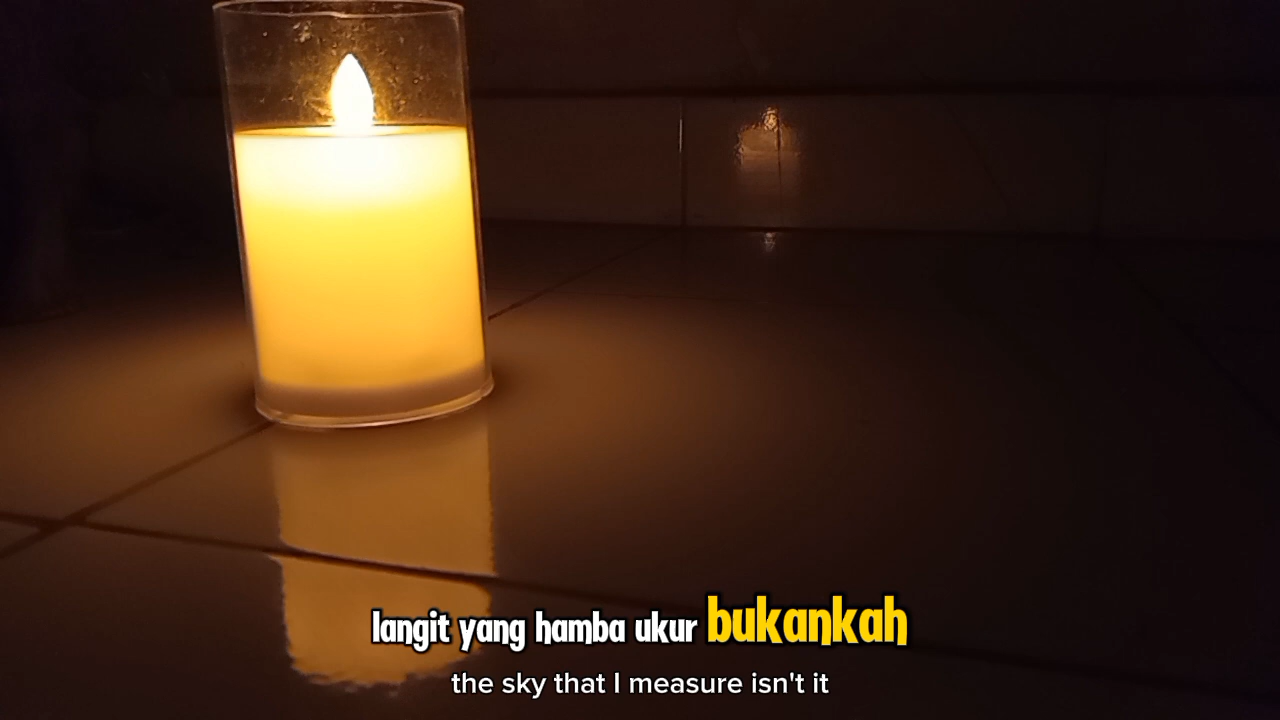 langit yang hamba ukur bukankah
the sky that I measure isn't it